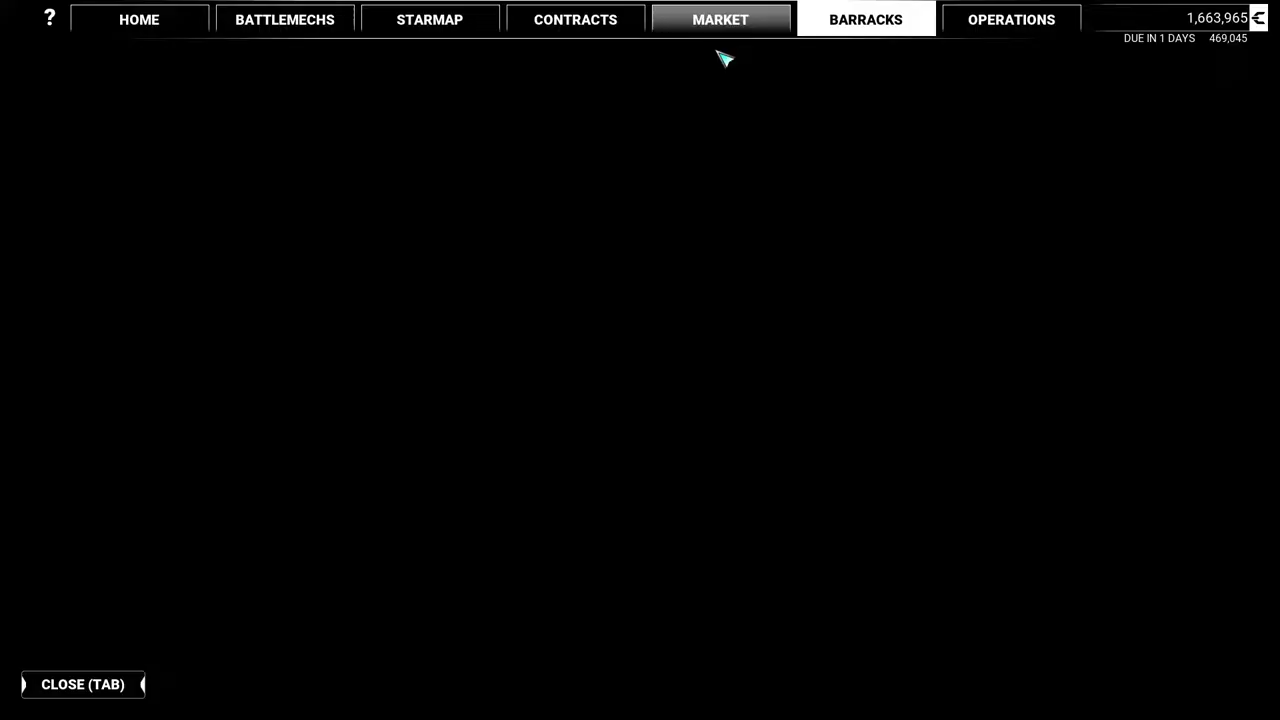 ? HOME BATTLEMECHS STARMAP CONTRACTS MARKET BARRACKS OPERATIONS 1,663,965
DUE IN 1 DAYS 469,045
CLOSE (TAB)